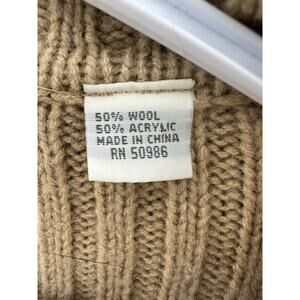 50% WOOL
50% ACRYLIC
MADE IN CHINA
RN 50986